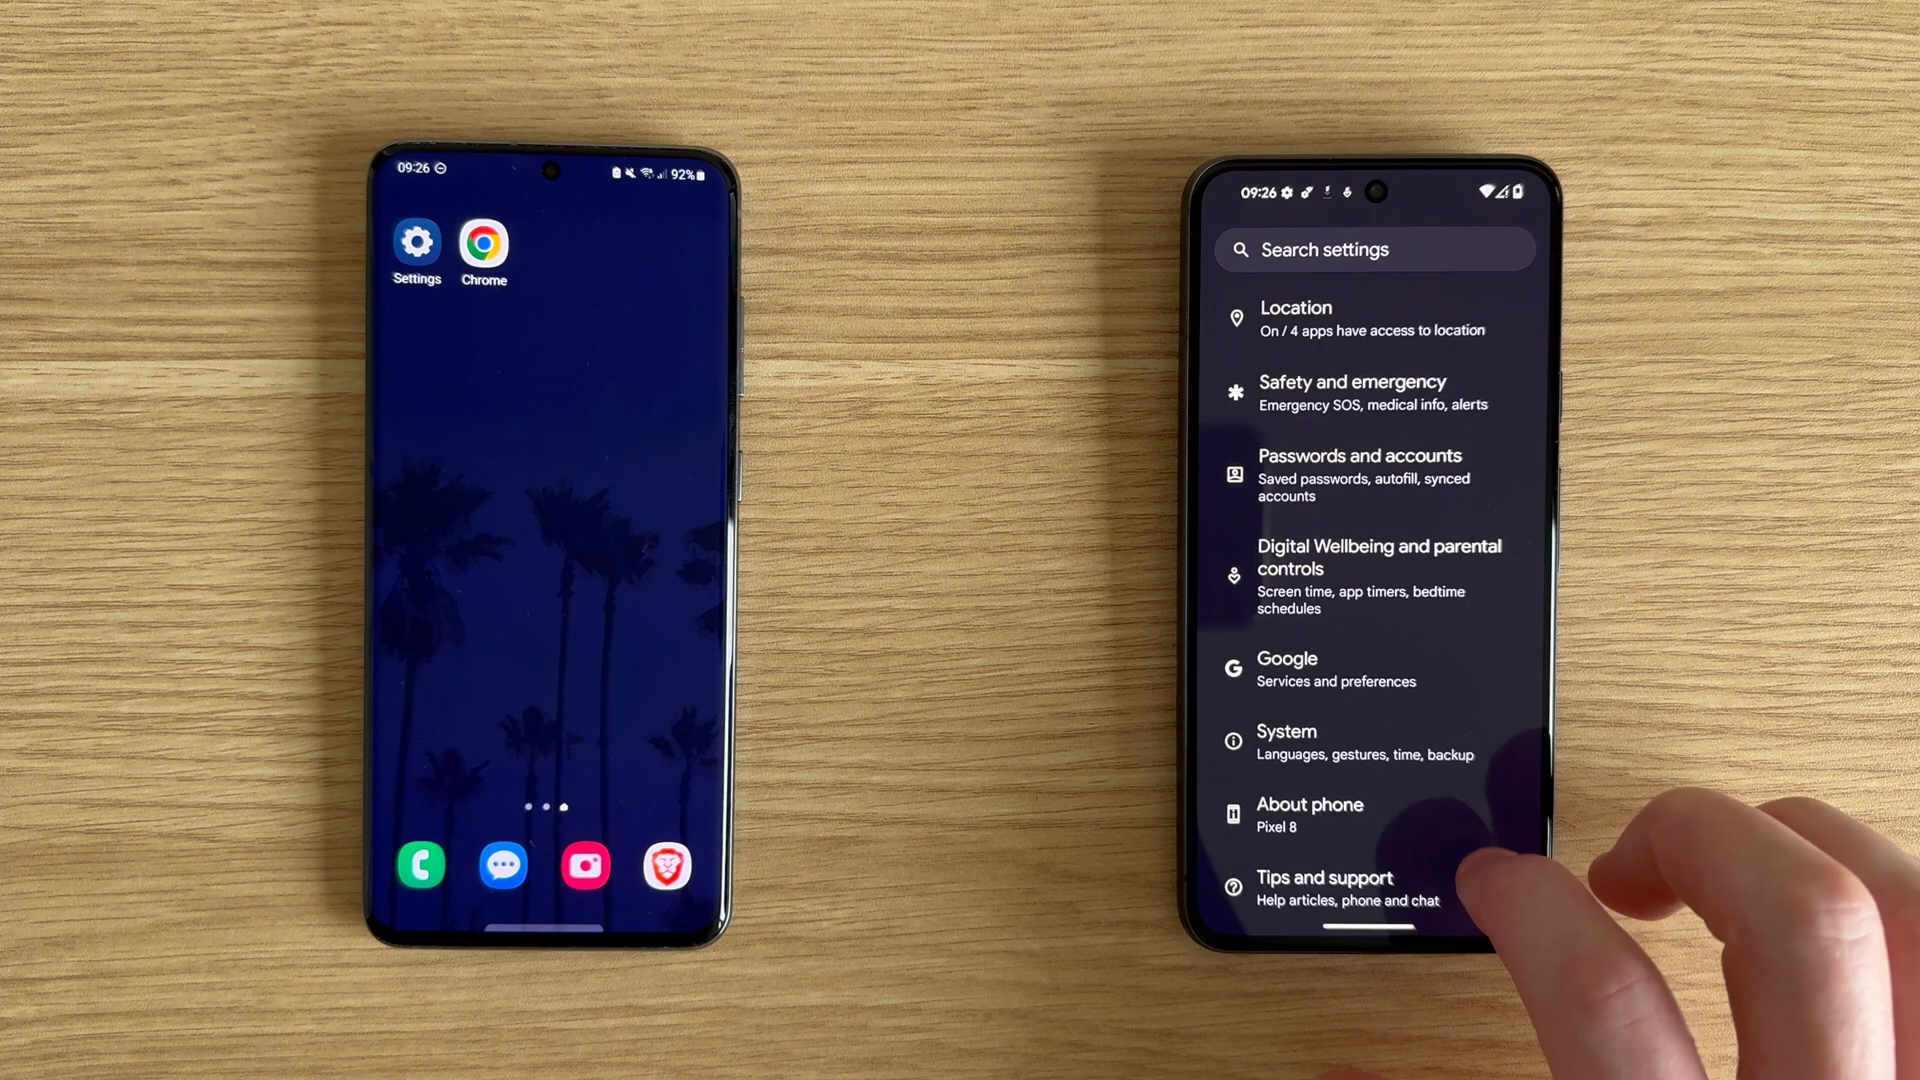 09:26
92%
Settings
Chrome
09:26
Search settings
Location
On / 4 apps have access to location
Safety and emergency
Emergency SOS, medical info, alerts
Passwords and accounts
Saved passwords, autofill, synced
accounts
Digital Wellbeing and parental
controls
Screen time, app timers, bedtime
schedules
Google
Services and preferences
System
Languages, gestures, time, backup
About phone
Pixel 8
Tips and support
Help articles, phone and chat